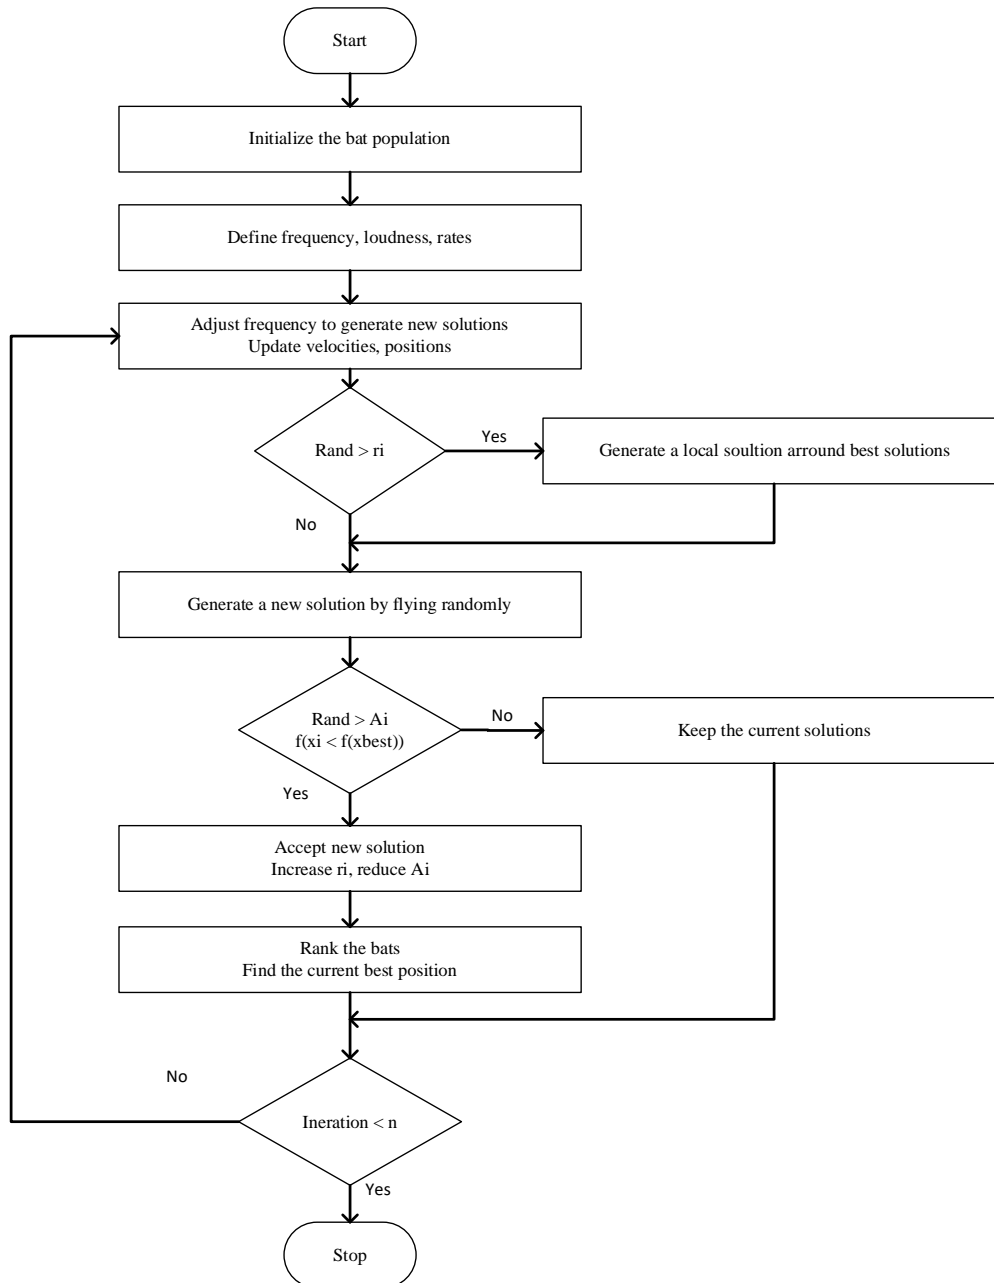 Start
Initialize the bat population
Define frequency, loudness, rates
Adjust frequency to generate new solutions
Update velocities, positions
Rand > ri
Yes
Generate a local soultion arround best solutions
No
Generate a new solution by flying randomly
Rand > Ai
f(xi < f(xbest))
No
Keep the current solutions
Yes
Accept new solution
Increase ri, reduce Ai
Rank the bats
Find the current best position
No
Ineration < n
Yes
Stop